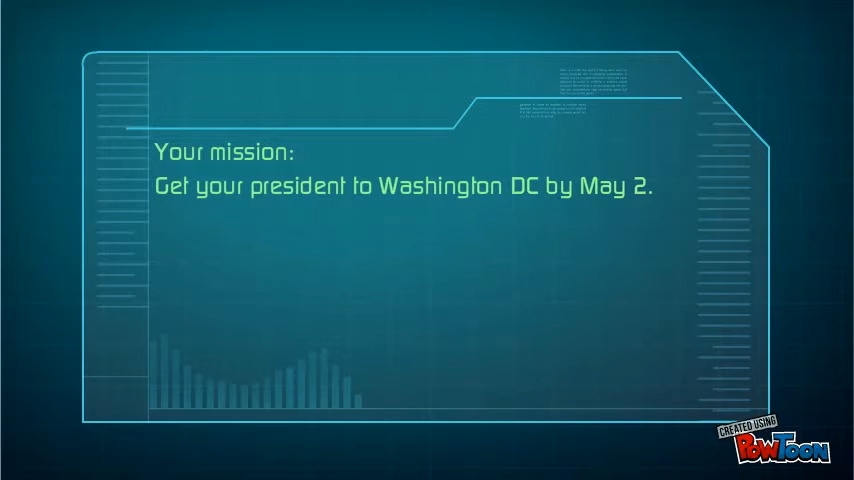 Your mission:
Get your president to Washington DC by May 2.
CREATED USING
POWTOON